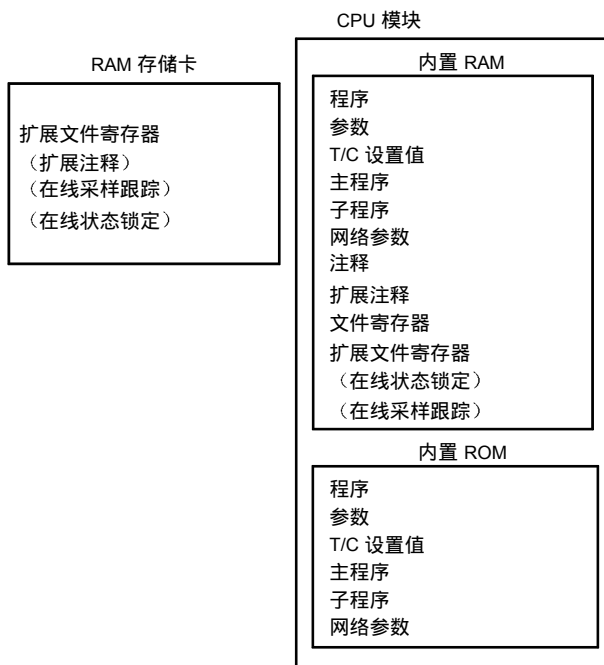 CPU 模块
RAM 存储卡
扩展文件寄存器
（扩展注释）
（在线采样跟踪）
（在线状态锁定）
内置 RAM
程序
参数
T/C 设置值
主程序
子程序
网络参数
注释
扩展注释
文件寄存器
扩展文件寄存器
（在线状态锁定）
（在线采样跟踪）
内置 ROM
程序
参数
T/C 设置值
主程序
子程序
网络参数